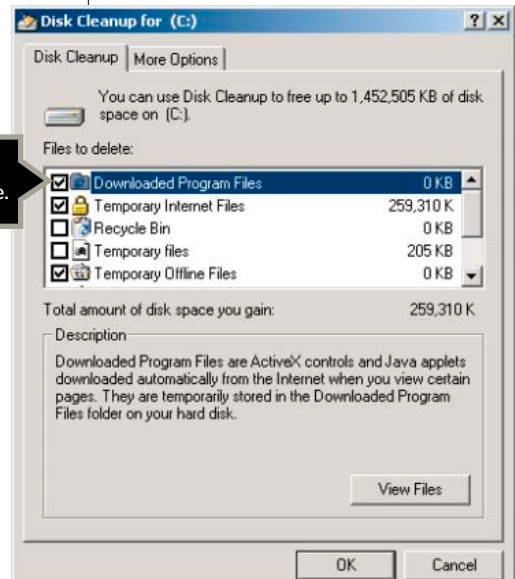 Disk Cleanup for (C:)
Disk Cleanup
More Options
You can use Disk Cleanup to free up to 1,452,505 KB of disk
space on (C:).
Files to delete:
Downloaded Program Files 0 KB
Temporary Internet Files 259,310 K
Recycle Bin 0 KB
Temporary files 205 KB
Temporary Offline Files 0 KB
e.
Total amount of disk space you gain: 259,310 K
Description
Downloaded Program Files are ActiveX controls and Java applets
downloaded automatically from the Internet when you view certain
pages. They are temporarily stored in the Downloaded Program
Files folder on your hard disk.
View Files
OK
Cancel